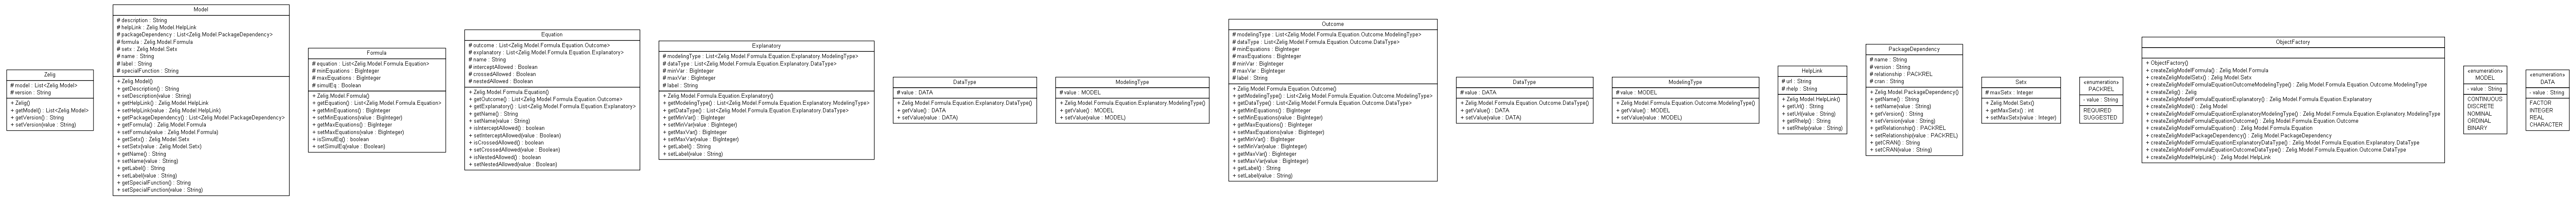 Zelig
# model : List<Zelig.Model>
# version : String
+ Zelig()
+ getModel() : List<Zelig.Model>
+ getVersion() : String
+ setVersion(value : String)
Model
# description : String
# helpLink : Zelig.Model.HelpLink
# packageDependency : List<Zelig.Model.PackageDependency>
# formula : Zelig.Model.Formula
# setx : Zelig.Model.Setx
# name : String
# label : String
# specialFunction : String
+ Zelig.Model()
+ getDescription() : String
+ setDescription(value : String)
+ getHelpLink() : Zelig.Model.HelpLink
+ setHelpLink(value : Zelig.Model.HelpLink)
+ getPackageDependency() : List<Zelig.Model.PackageDependency>
+ getFormula() : Zelig.Model.Formula
+ setFormula(value : Zelig.Model.Formula)
+ getSetx() : Zelig.Model.Setx
+ setSetx(value : Zelig.Model.Setx)
+ getName() : String
+ setName(value : String)
+ getLabel() : String
+ setLabel(value : String)
+ getSpecialFunction() : String
+ setSpecialFunction(value : String)
Formula
# equation : List<Zelig.Model.Formula.Equation>
# minEquations : BigInteger
# maxEquations : BigInteger
# simulEq : Boolean
+ Zelig.Model.Formula()
+ getEquation() : List<Zelig.Model.Formula.Equation>
+ getMinEquations() : BigInteger
+ setMinEquations(value : BigInteger)
+ getMaxEquations() : BigInteger
+ setMaxEquations(value : BigInteger)
+ isSimulEq() : boolean
+ setSimulEq(value : Boolean)
Equation
# outcome : List<Zelig.Model.Formula.Equation.Outcome>
# explanatory : List<Zelig.Model.Formula.Equation.Explanatory>
# name : String
# interceptAllowed : Boolean
# crossedAllowed : Boolean
# nestedAllowed : Boolean
+ Zelig.Model.Formula.Equation()
+ getOutcome() : List<Zelig.Model.Formula.Equation.Outcome>
+ getExplanatory() : List<Zelig.Model.Formula.Equation.Explanatory>
+ getName() : String
+ setName(value : String)
+ isInterceptAllowed() : boolean
+ setInterceptAllowed(value : Boolean)
+ isCrossedAllowed() : boolean
+ setCrossedAllowed(value : Boolean)
+ isNestedAllowed() : boolean
+ setNestedAllowed(value : Boolean)
Explanatory
# modelingType : List<Zelig.Model.Formula.Equation.Explanatory.ModelingType>
# dataType : List<Zelig.Model.Formula.Equation.Explanatory.DataType>
# minVar : BigInteger
# maxVar : BigInteger
# label : String
+ Zelig.Model.Formula.Equation.Explanatory()
+ getModelingType() : List<Zelig.Model.Formula.Equation.Explanatory.ModelingType>
+ getDataType() : List<Zelig.Model.Formula.Equation.Explanatory.DataType>
+ getMinVar() : BigInteger
+ setMinVar(value : BigInteger)
+ getMaxVar() : BigInteger
+ setMaxVar(value : BigInteger)
+ getLabel() : String
+ setLabel(value : String)
DataType
# value : DATA
+ Zelig.Model.Formula.Equation.Explanatory.DataType()
+ getValue() : DATA
+ setValue(value : DATA)
ModelingType
# value : MODEL
+ Zelig.Model.Formula.Equation.Explanatory.ModelingType()
+ getValue() : MODEL
+ setValue(value : MODEL)
Outcome
# modelingType : List<Zelig.Model.Formula.Equation.Outcome.ModelingType>
# dataType : List<Zelig.Model.Formula.Equation.Outcome.DataType>
# minEquations : BigInteger
# maxEquations : BigInteger
# minVar : BigInteger
# maxVar : BigInteger
# label : String
+ Zelig.Model.Formula.Equation.Outcome()
+ getModelingType() : List<Zelig.Model.Formula.Equation.Outcome.ModelingType>
+ getDataType() : List<Zelig.Model.Formula.Equation.Outcome.DataType>
+ getMinEquations() : BigInteger
+ setMinEquations(value : BigInteger)
+ getMaxEquations() : BigInteger
+ setMaxEquations(value : BigInteger)
+ getMinVar() : BigInteger
+ setMinVar(value : BigInteger)
+ getMaxVar() : BigInteger
+ setMaxVar(value : BigInteger)
+ getLabel() : String
+ setLabel(value : String)
DataType
# value : DATA
+ Zelig.Model.Formula.Equation.Outcome.DataType()
+ getValue() : DATA
+ setValue(value : DATA)
ModelingType
# value : MODEL
+ Zelig.Model.Formula.Equation.Outcome.ModelingType()
+ getValue() : MODEL
+ setValue(value : MODEL)
HelpLink
# url : String
# rhelp : String
+ Zelig.Model.HelpLink()
+ getUrl() : String
+ setUrl(value : String)
+ getRhelp() : String
+ setRhelp(value : String)
PackageDependency
# name : String
# version : String
# relationship : PACKREL
# cran : String
+ Zelig.Model.PackageDependency()
+ getName() : String
+ setName(value : String)
+ getVersion() : String
+ setVersion(value : String)
+ getRelationship() : PACKREL
+ setRelationship(value : PACKREL)
+ getCRAN() : String
+ setCRAN(value : String)
Setx
# maxSetx : Integer
+ Zelig.Model.Setx()
+ getMaxSetx() : int
+ setMaxSetx(value : Integer)
«enumeration»
PACKREL
- value : String
REQUIRED
SUGGESTED
ObjectFactory
+ ObjectFactory()
+ createZeligModelFormula() : Zelig.Model.Formula
+ createZeligModelSetx() : Zelig.Model.Setx
+ createZeligModelFormulaEquationOutcomeModelingType() : Zelig.Model.Formula.Equation.Outcome.ModelingType
+ createZelig() : Zelig
+ createZeligModelFormulaEquationExplanatory() : Zelig.Model.Formula.Equation.Explanatory
+ createZeligModel() : Zelig.Model
+ createZeligModelFormulaEquationExplanatoryModelingType() : Zelig.Model.Formula.Equation.Explanatory.ModelingType
+ createZeligModelFormulaEquationOutcome() : Zelig.Model.Formula.Equation.Outcome
+ createZeligModelFormulaEquation() : Zelig.Model.Formula.Equation
+ createZeligModelPackageDependency() : Zelig.Model.PackageDependency
+ createZeligModelFormulaEquationExplanatoryDataType() : Zelig.Model.Formula.Equation.Explanatory.DataType
+ createZeligModelFormulaEquationOutcomeDataType() : Zelig.Model.Formula.Equation.Outcome.DataType
+ createZeligModelHelpLink() : Zelig.Model.HelpLink
«enumeration»
MODEL
- value : String
CONTINUOUS
DISCRETE
NOMINAL
ORDINAL
BINARY
«enumeration»
DATA
- value : String
FACTOR
INTEGER
REAL
CHARACTER